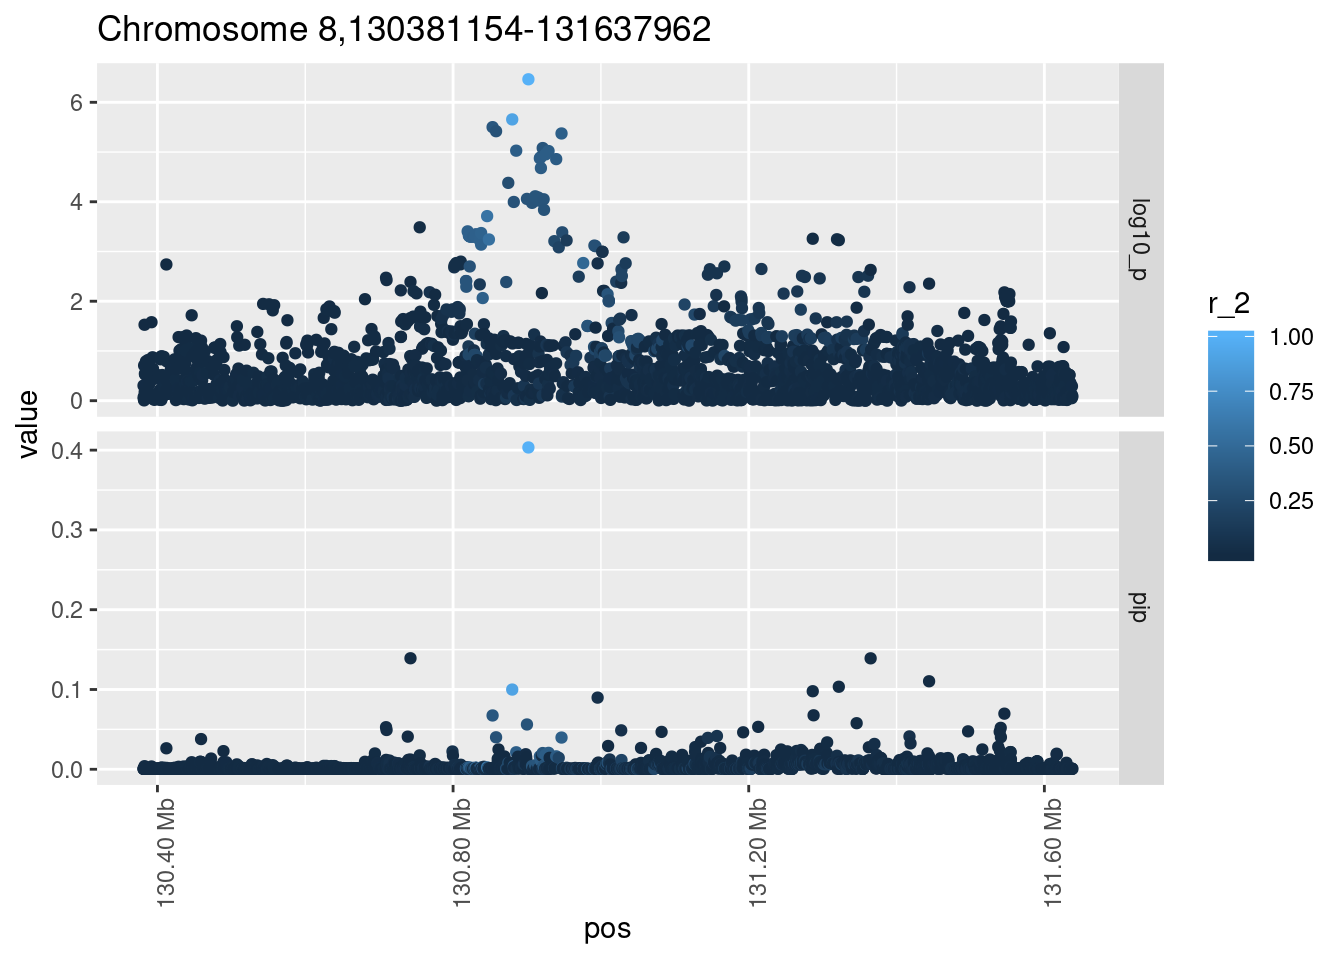 Chromosome 8,130381154-131637962
6
4
2
0
log10_p
0.4
0.3
0.2
0.1
0.0
pip
value
130.40 Mb
130.80 Mb
131.20 Mb
131.60 Mb
pos
r_2
1.00
0.75
0.50
0.25